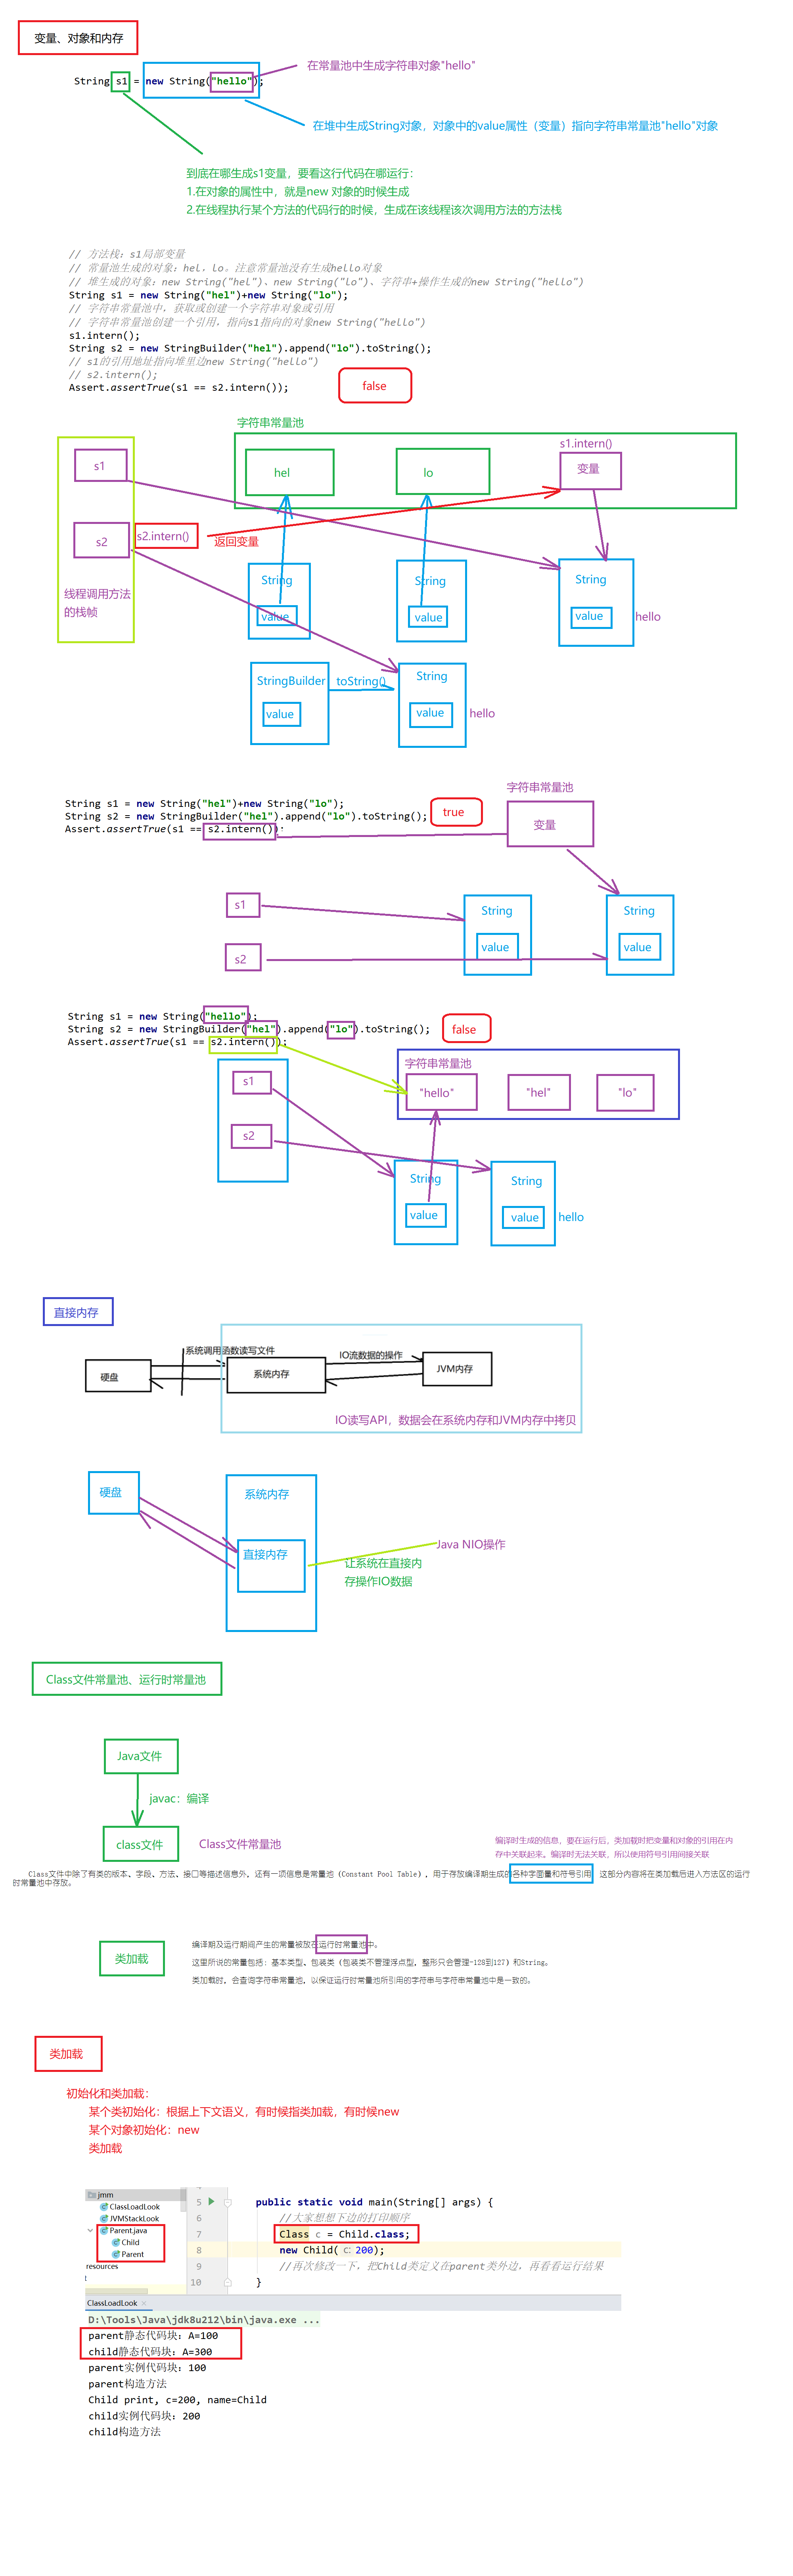 变量、对象和内存
在常量池中生成字符串对象"hello"
String s1 = new String("hello");
在堆中生成String对象，对象中的value属性（变量）指向字符串常量池"hello"对象
到底在哪生成s1变量，要看这行代码在哪运行：
1.在对象的属性中，就是new 对象的时候生成
2.在线程执行某个方法的代码行的时候，生成在该线程该次调用方法的方法栈
// 方法栈：s1局部变量
// 常量池生成的对象：hel、lo。注意常量池没有生成hello对象
// 堆生成的对象：new String("hel")、new String("lo")、字符串+操作生成的new String("hello")
String s1 = new String("hel")+new String("lo");
// 字符串常量池中，获取或创建一个字符串对象或引用
// 字符串常量池创建一个引用，指向s1指向的对象new String("hello")
s1.intern();
String s2 = new StringBuilder("hel").append("lo").toString();
// s1的引用地址指向堆里边new String("hello")
// s2.intern();
Assert.assertTrue(s1 == s2.intern());
false
字符串常量池
s1.intern()
s1
hel
lo
变量
s2
s2.intern()
返回变量
线程调用方法
的栈帧
String
value
String
value
String
value
hello
StringBuilder
value
toString()
String
value
hello
字符串常量池
String s1 = new String("hel")+new String("lo");
String s2 = new StringBuilder("hel").append("lo").toString();
Assert.assertTrue(s1 == s2.intern());
true
变量
s1
String
value
String
value
s2
String s1 = new String("hello");
String s2 = new StringBuilder("hel").append("lo").toString();
Assert.assertTrue(s1 == s2.intern());
false
字符串常量池
"hello"
"hel"
"lo"
s1
s2
String
value
String
value
hello
直接内存
系统调用函数读写文件
IO流数据的操作
硬盘
系统内存
JVM内存
IO读写API，数据会在系统内存和JVM内存中拷贝
硬盘
系统内存
直接内存
Java NIO操作
让系统在直接内
存操作IO数据
Class文件常量池、运行时常量池
Java文件
javac：编译
class文件
Class文件常量池
编译时生成的信息，要在运行后，类加载时把变量和对象的引用在内
存中关联起来。编译时无法关联，所以使用符号引用间接关联
Class文件中除了有类的版本、字段、方法、接口等描述信息外，还有一项信息是常量池（Constant Pool Table），用于存放编译期生成的各种字面量和符号引用，这部分内容将在类加载后进入方法区的运行
时常量池中存放。
类加载
编译期及运行期间产生的常量被放在运行时常量池中。
这里所说的常量包括：基本类型，包装类（包装类不管理浮点型，整形只会管理-128到127）和String。
类加载时，会查询字符串常量池，以保证运行时常量池所引用的字符串与字符串常量池中是一致的。
类加载
初始化和类加载：
某个类初始化：根据上下文语义，有时候指类加载，有时候new
某个对象初始化：new
类加载
jmm
ClassLoadLook
JVMStackLook
Parent.java
Child
Parent
resources
t
5 public static void main(String[] args) {
6 //大家想想下边的打印顺序
7 Class c = Child.class;
8 new Child( c: 200);
9 //再次修改一下，把Child类定义在parent类外边，再看看运行结果
10 }
ClassLoadLook ×
D:\Tools\Java\jdk8u212\bin\java.exe ...
parent静态代码块：A=100
child静态代码块：A=300
parent实例代码块：100
parent构造方法
Child print, c=200, name=Child
child实例代码块：200
child构造方法